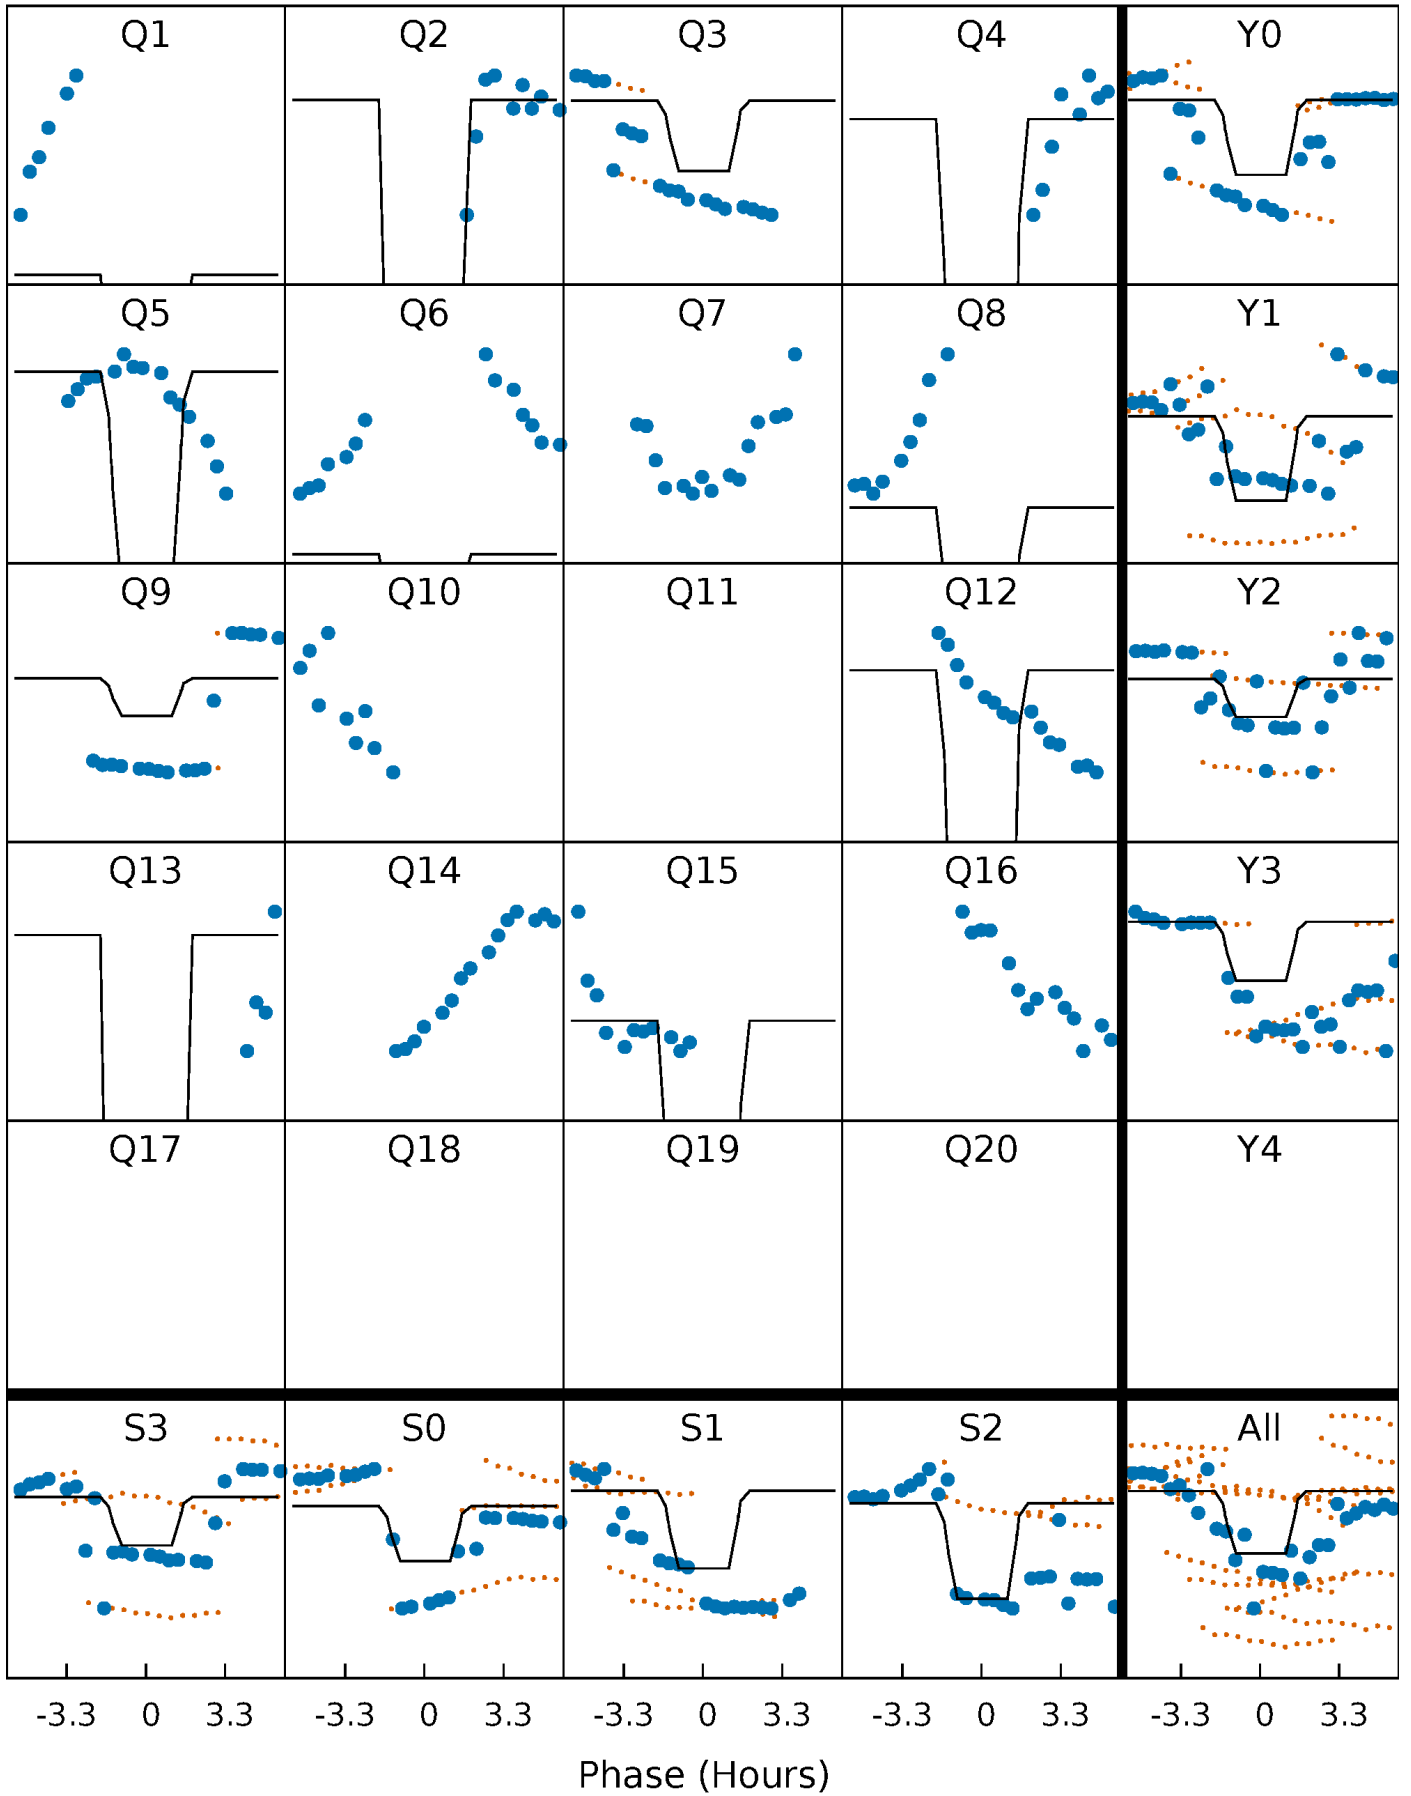 Q1 Q2 Q3 Q4 Y0
Q5 Q6 Q7 Q8 Y1
Q9 Q10 Q11 Q12 Y2
Q13 Q14 Q15 Q16 Y3
Q17 Q18 Q19 Q20 Y4
S3 S0 S1 S2 All
-3.3 0 3.3 -3.3 0 3.3 -3.3 0 3.3 -3.3 0 3.3 -3.3 0 3.3
Phase (Hours)